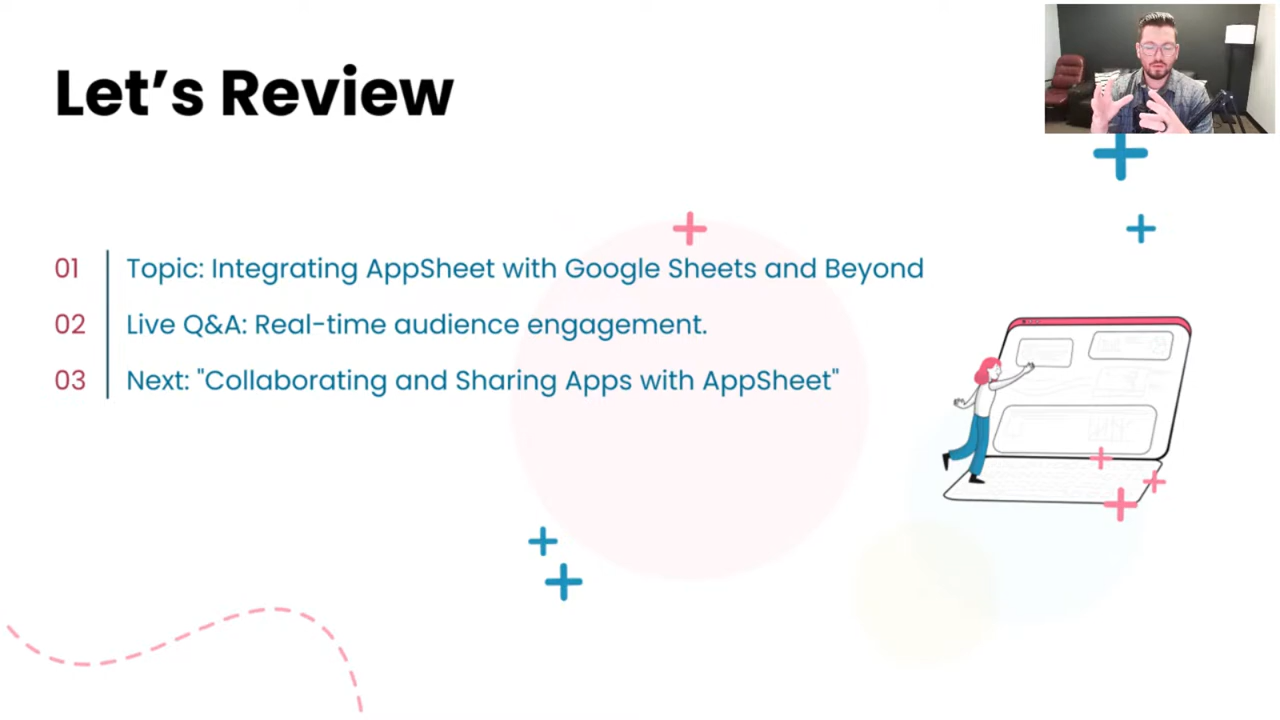 Let’s Review
01 Topic: Integrating AppSheet with Google Sheets and Beyond
02 Live Q&A: Real-time audience engagement.
03 Next: "Collaborating and Sharing Apps with AppSheet"